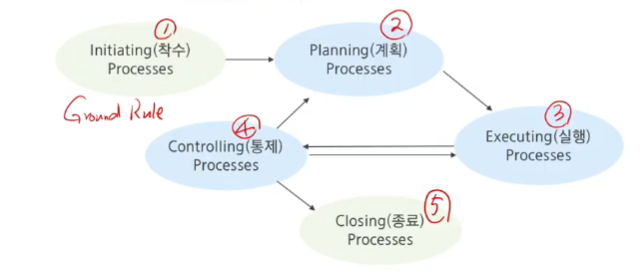 ①
Initiating(착수)
Processes
Ground Rule
②
Planning(계획)
Processes
③
Executing(실행)
Processes
④
Controlling(통제)
Processes
⑤
Closing(종료)
Processes